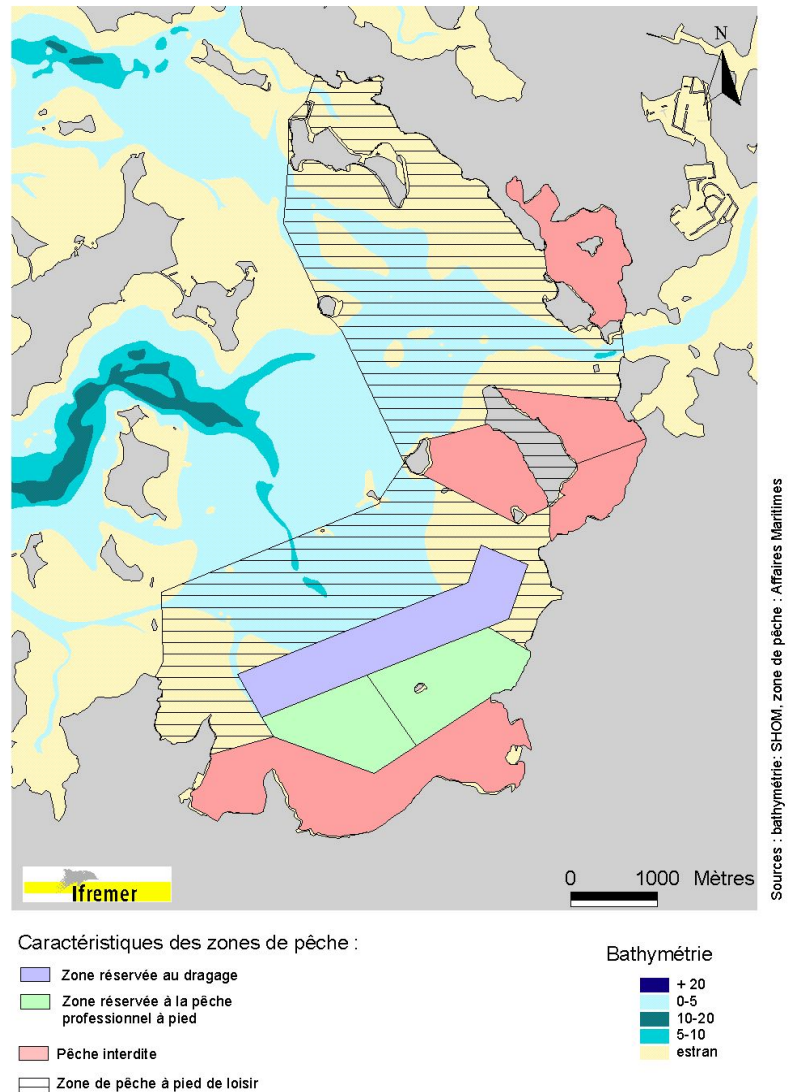 N
Sources : bathymétrie: SHOM, zone de pêche : Affaires Maritimes
Ifremer
0 1000 Mètres
Caractéristiques des zones de pêche :
Zone réservée au dragage
Zone réservée à la pêche
professionnel à pied
Pêche interdite
Zone de pêche à pied de loisir
Bathymétrie
+ 20
0-5
10-20
5-10
estran